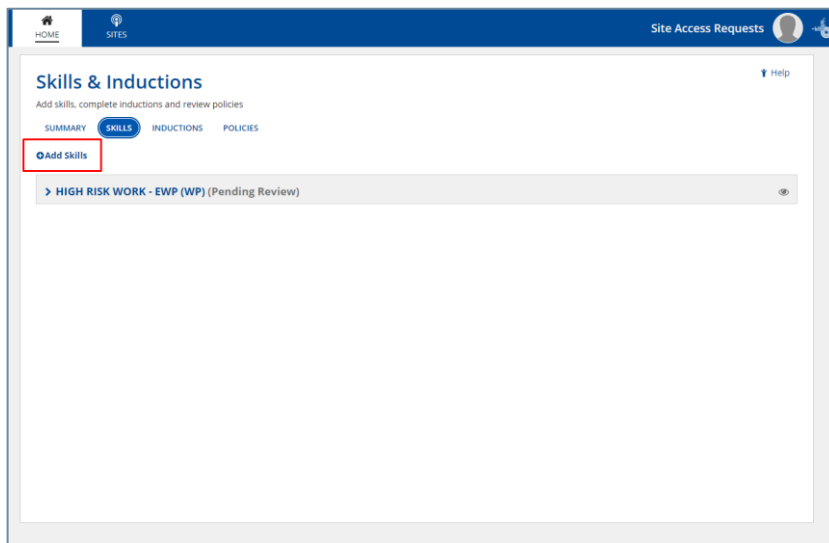 HOME
SITES
Site Access Requests
Help
Skills & Inductions
Add skills, complete inductions and review policies
SUMMARY SKILLS INDUCTIONS POLICIES
Add Skills
HIGH RISK WORK - EWP (WP) (Pending Review)